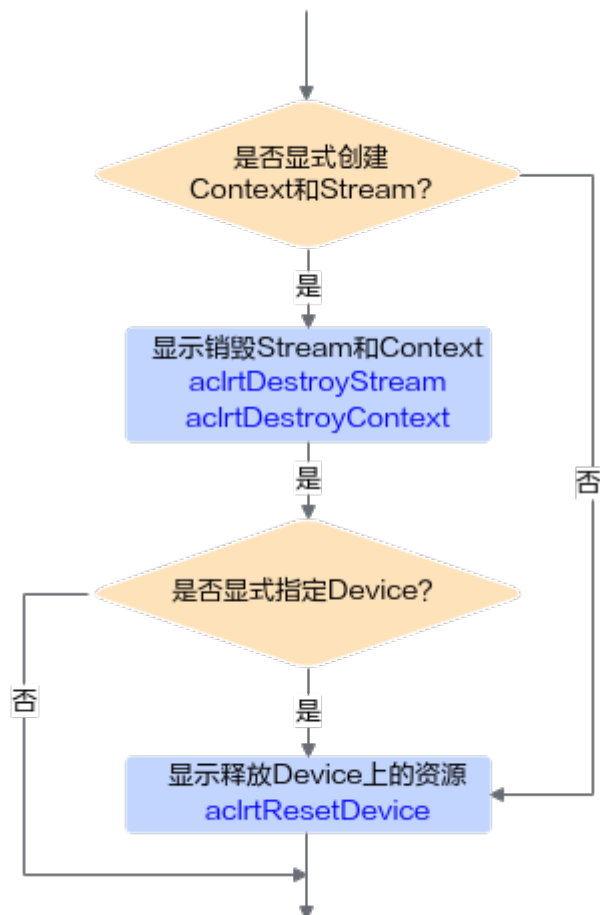 是否显式创建
Context和Stream?
是
显示销毁Stream和Context
aclrtDestroyStream
aclrtDestroyContext
是
否
是否显式指定Device?
否
是
显示释放Device上的资源
aclrtResetDevice